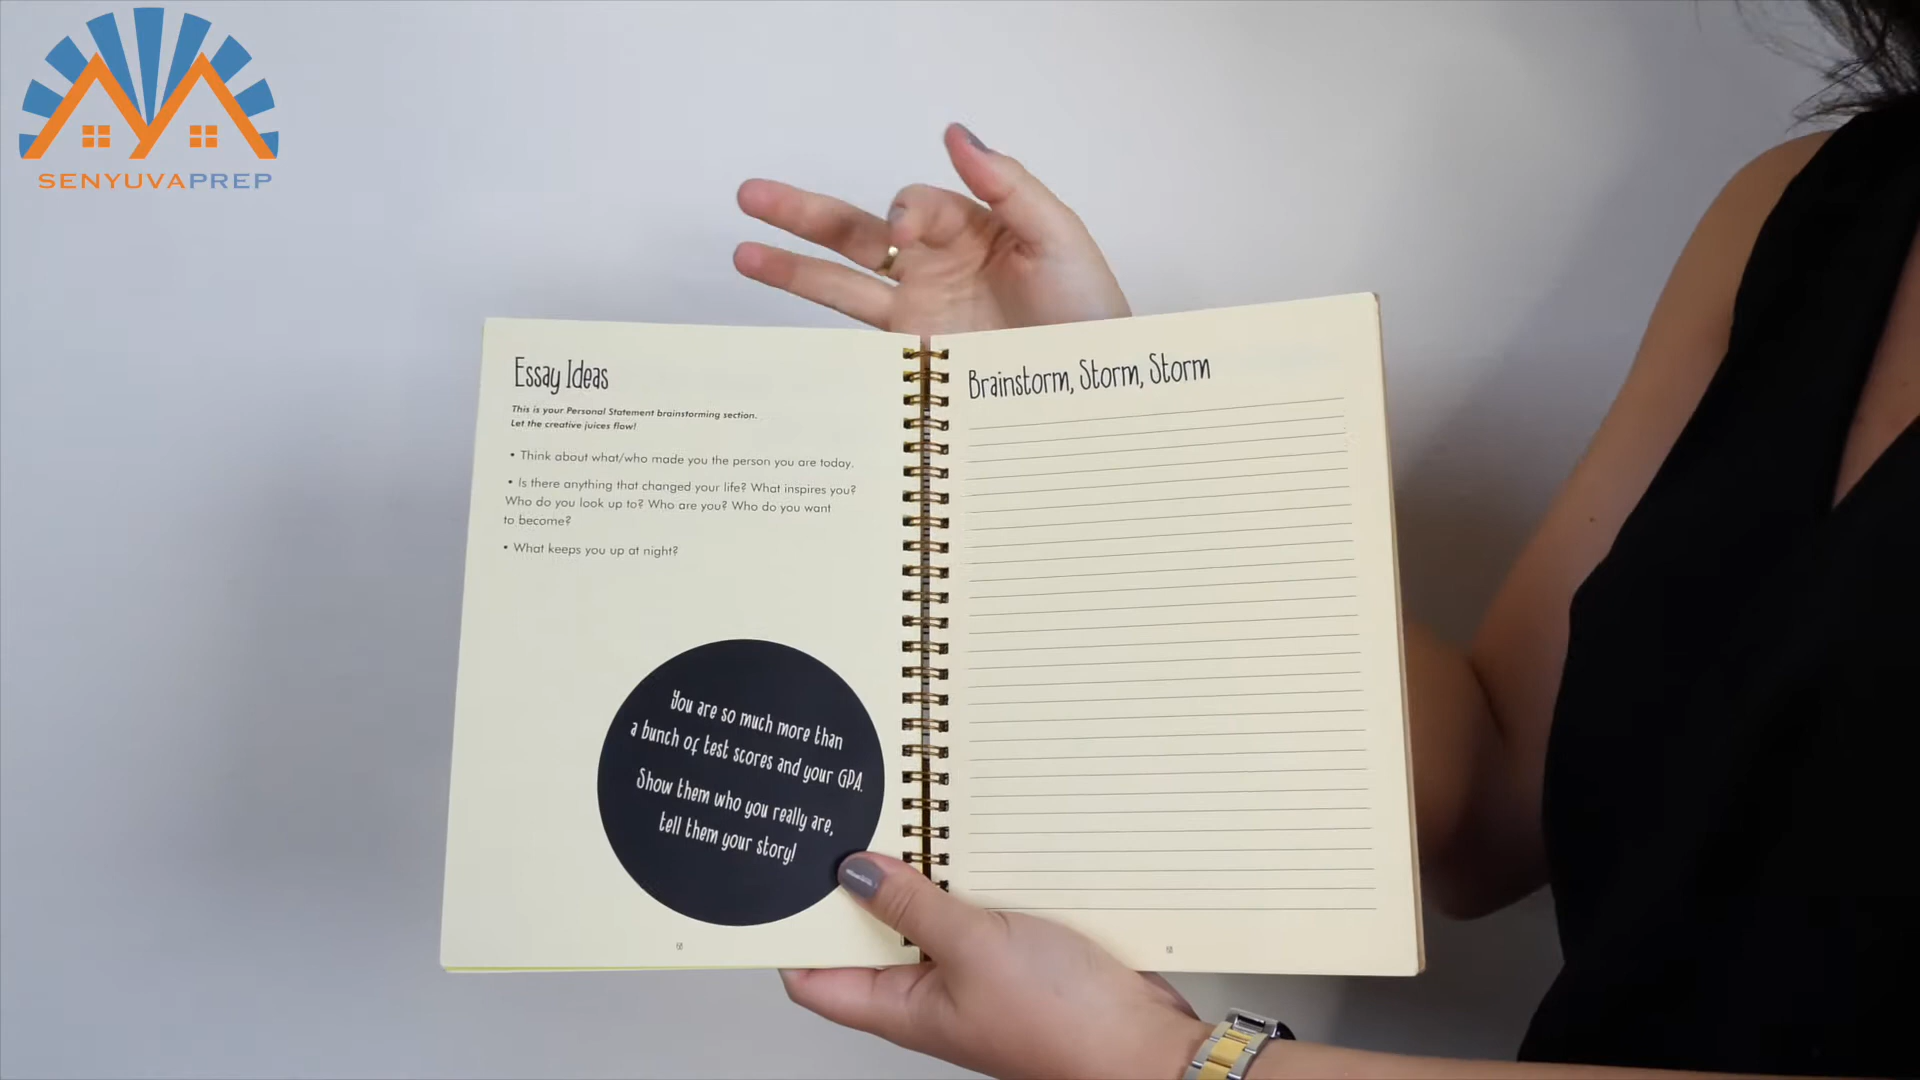 SENYUVAPREP
Essay Ideas
This is your Personal Statement brainstorming section.
Let the creative juices flow!
• Think about what/who made you the person you are today.
• Is there anything that changed your life? What inspires you?
Who do you look up to? Who are you? Who do you want
to become?
• What keeps you up at night?
You are so much more than
a bunch of test scores and your GPA.
Show them who you really are,
tell them your story!
Brainstorm, Storm, Storm